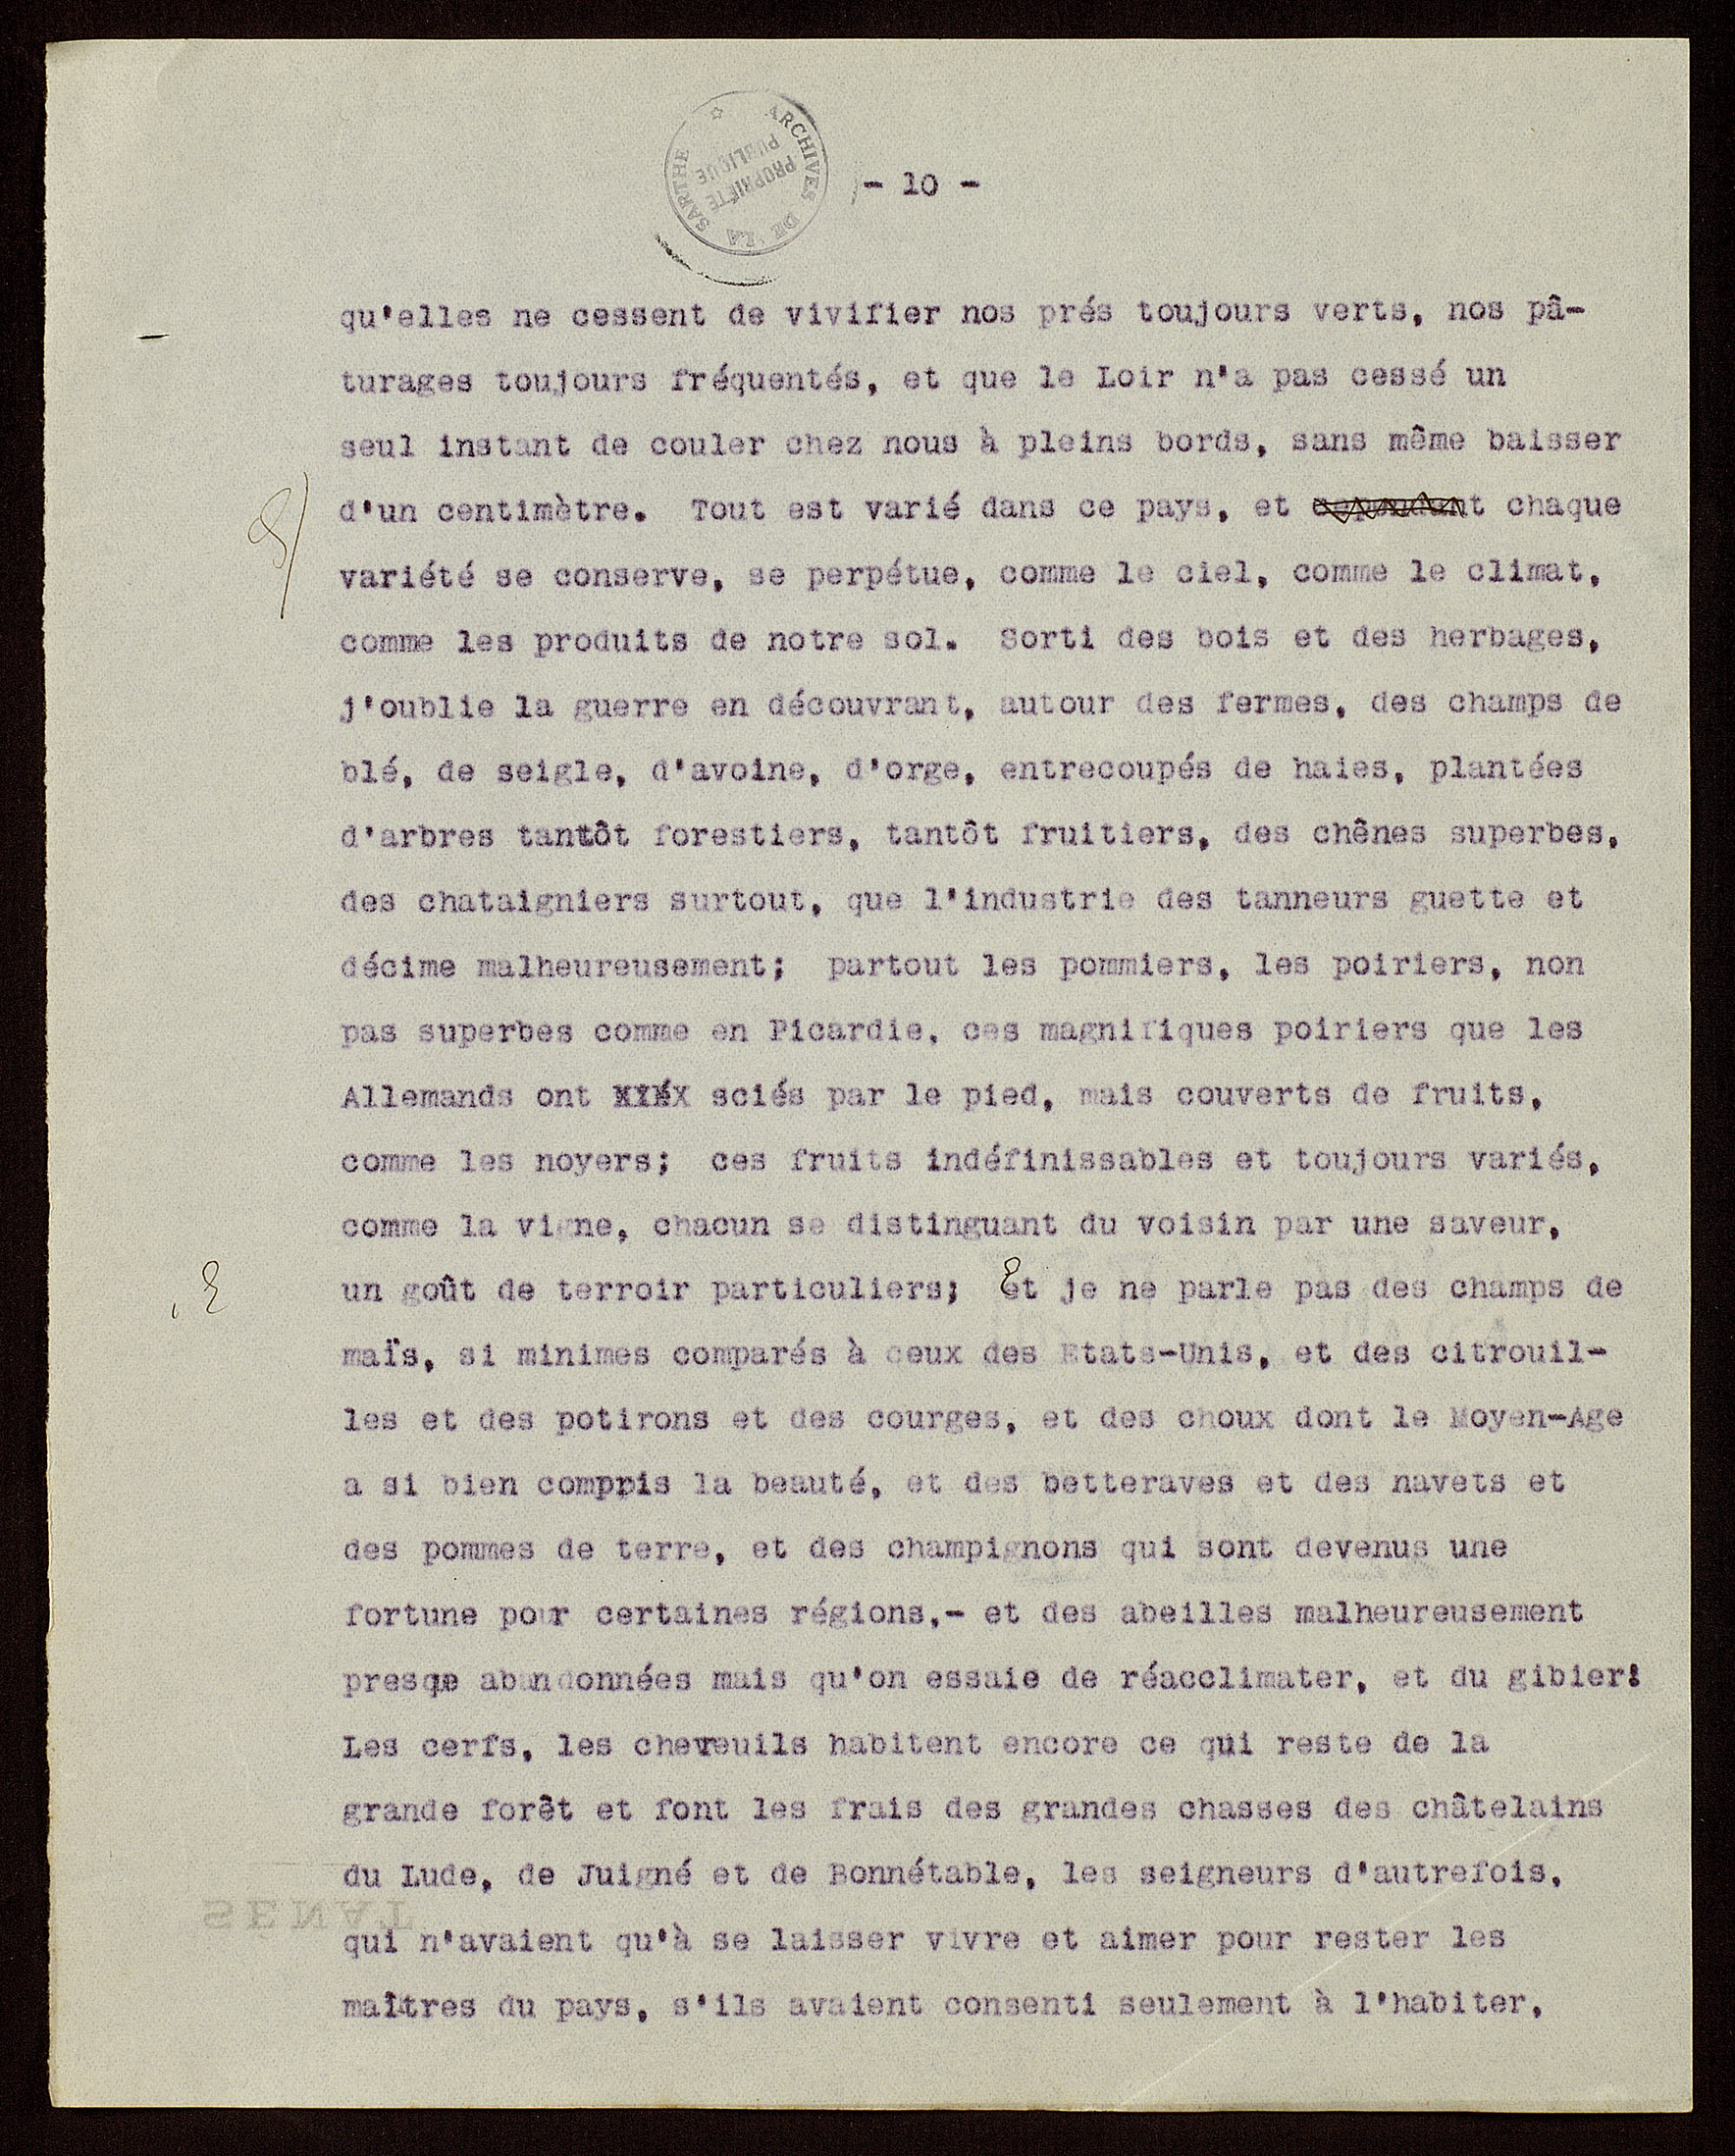 ARCHIVES DE LA SARTHE
PROPRIÉTÉ
PUBLIQUE
- 10 -
qu'elles ne cessent de vivifier nos prés toujours verts, nos pâ-
turages toujours fréquentés, et que le Loir n'a pas cessé un
seul instant de couler chez nous à pleins bords, sans même baisser
d'un centimètre. Tout est varié dans ce pays, et cependant chaque
variété se conserve, se perpétue, comme le ciel, comme le climat,
comme les produits de notre sol. Sorti des bois et des herbages,
j'oublie la guerre en découvrant, autour des fermes, des champs de
blé, de seigle, d'avoine, d'orge, entrecoupés de haies, plantées
d'arbres tantôt forestiers, tantôt fruitiers, des chênes superbes,
des chataigniers surtout, que l'industrie des tanneurs guette et
décime malheureusement; partout les pommiers, les poiriers, non
pas superbes comme en Picardie, ces magnifiques poiriers que les
Allemands ont sciés par le pied, mais couverts de fruits,
comme les noyers; ces fruits indéfinissables et toujours variés,
comme la vigne, chacun se distinguant du voisin par une saveur,
un goût de terroir particuliers; Et je ne parle pas des champs de
maïs, si minimes comparés à ceux des Etats-Unis, et des citrouil-
les et des potirons et des courges, et des choux dont le Moyen-Age
a si bien comppis la beauté, et des betteraves et des navets et
des pommes de terre, et des champignons qui sont devenus une
fortune pour certaines régions,- et des abeilles malheureusement
presque abandonnées mais qu'on essaie de réacclimater, et du gibier!
Les cerfs, les chevreuils habitent encore ce qui reste de la
grande forêt et font les frais des grandes chasses des châtelains
du Lude, de Juigné et de Bonnétable, les seigneurs d'autrefois,
SENAT
qui n'avaient qu'à se laisser vivre et aimer pour rester les
maîtres du pays, s'ils avaient consenti seulement à l'habiter,